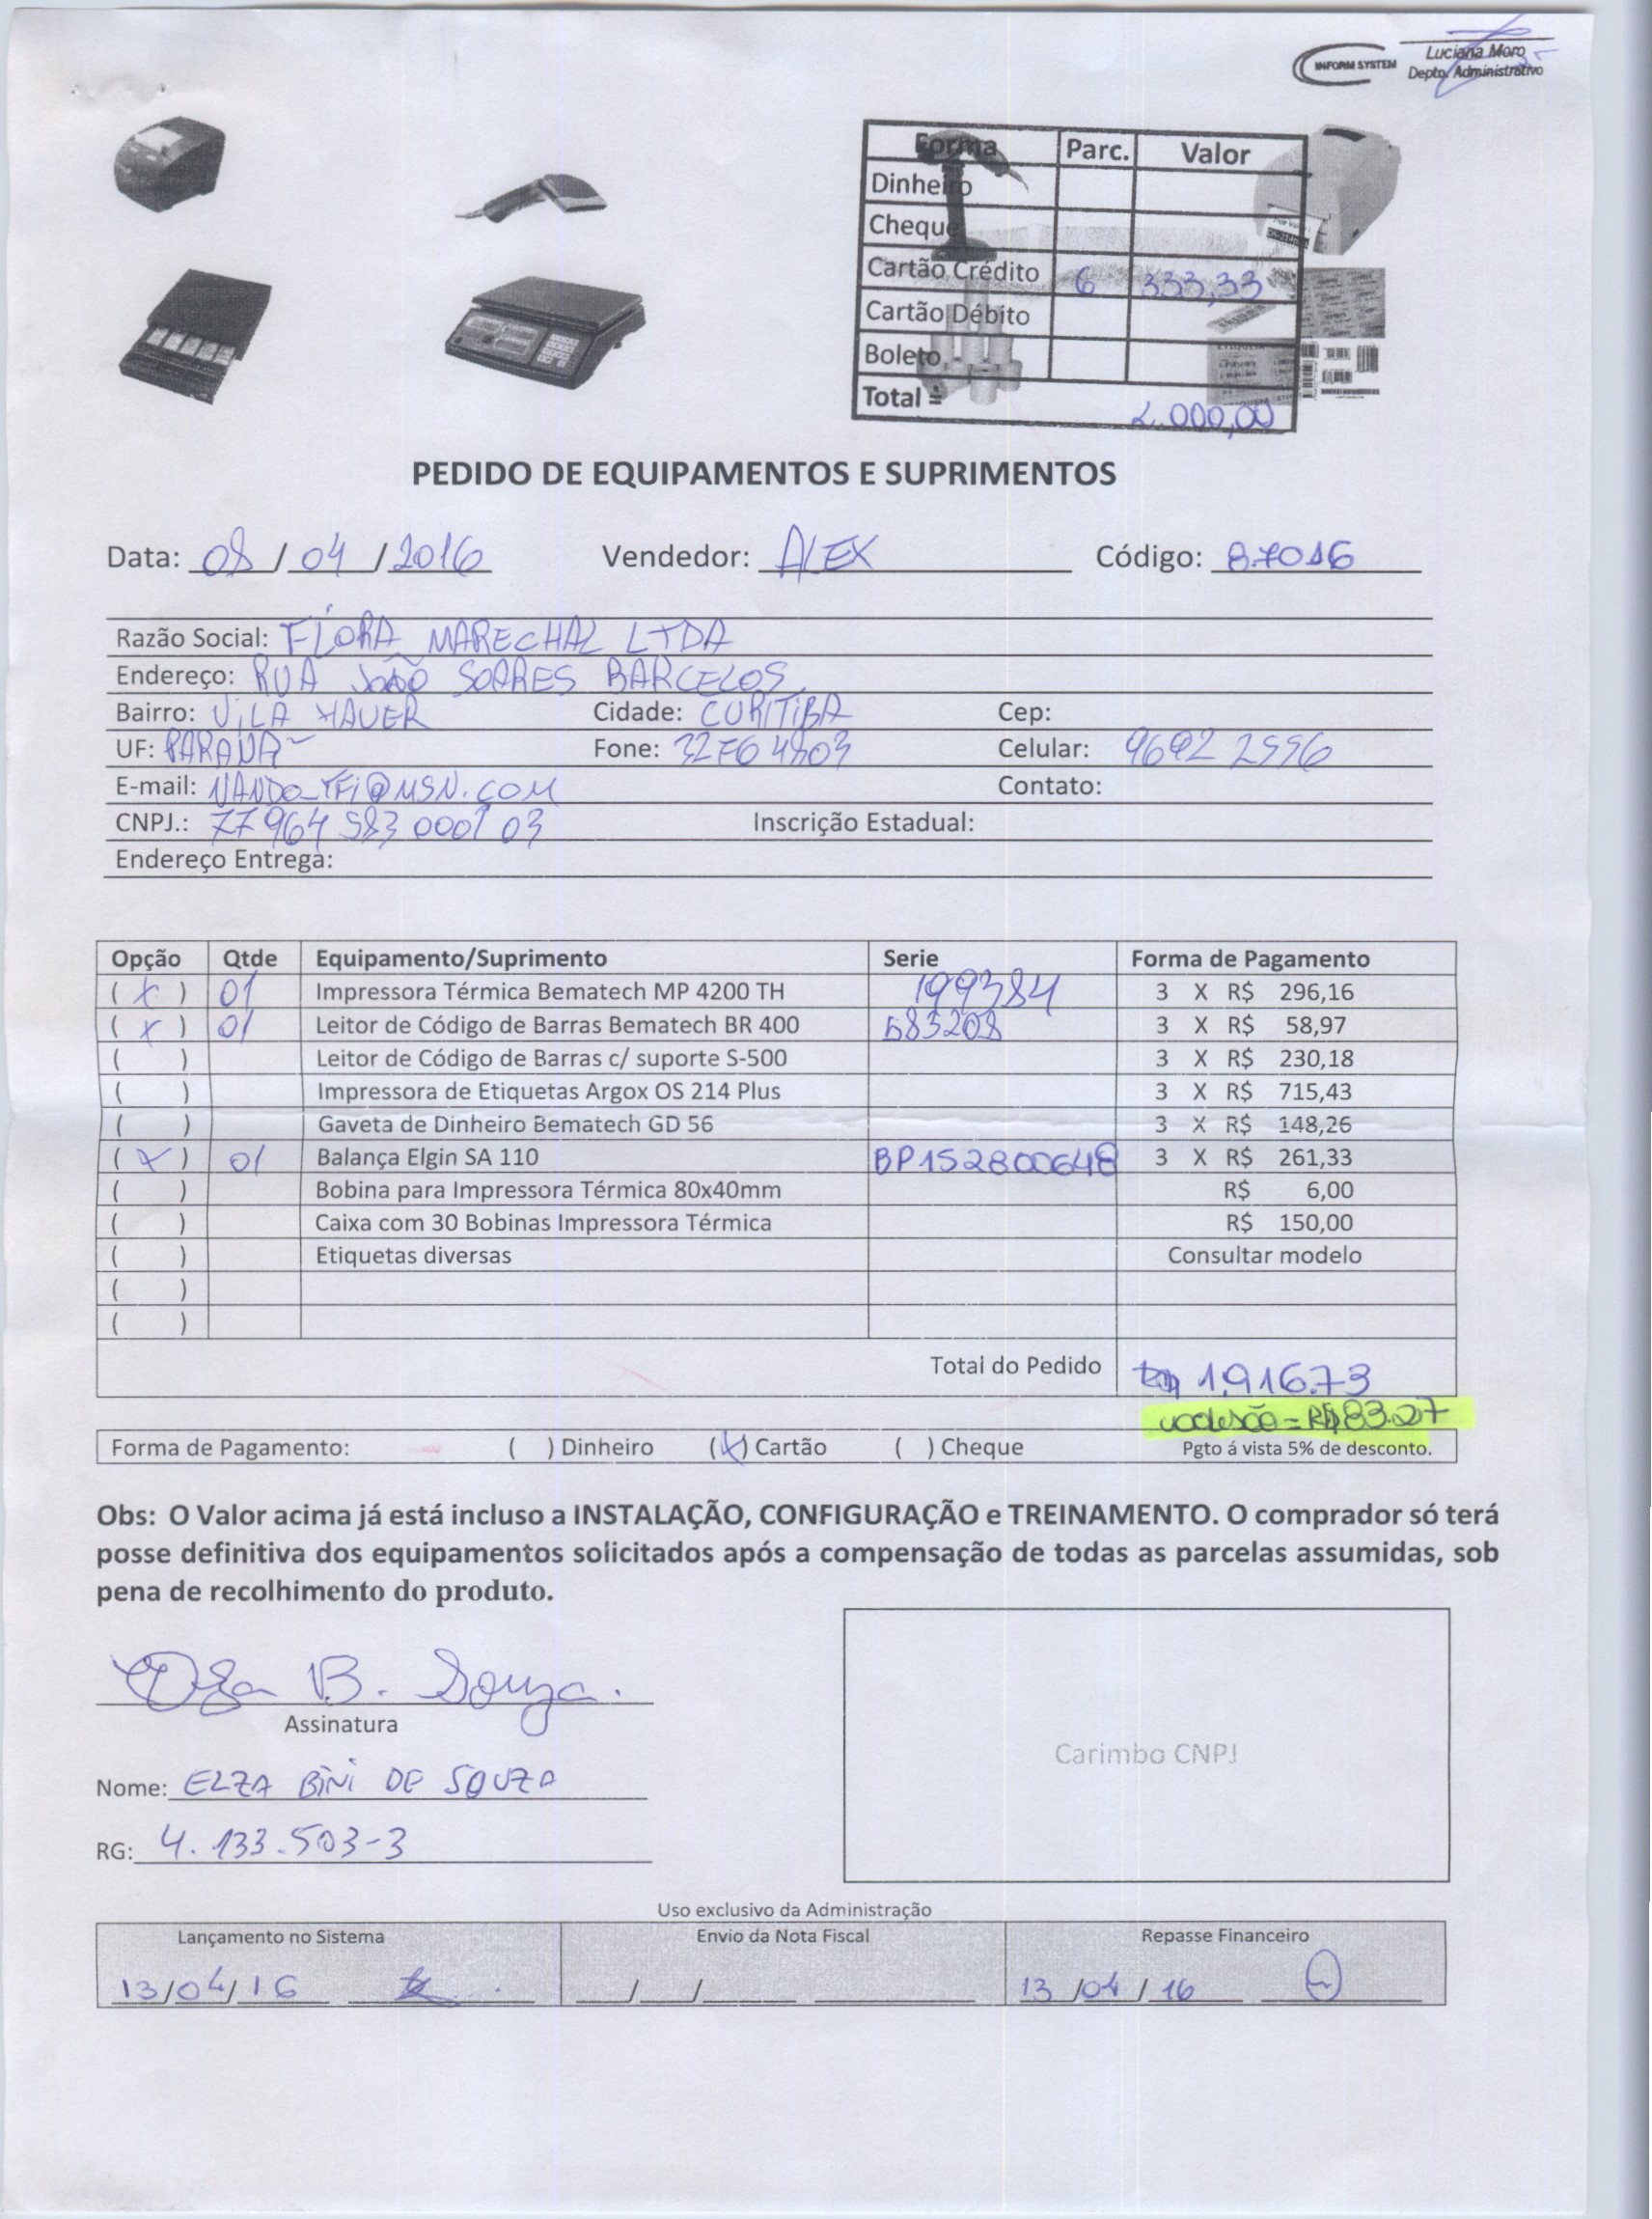 INFORM SYSTEM
Luciana Moro
Depto. Administrativo
Forma Parc. Valor
Dinheiro
Cheque
Cartão Crédito 6 333,33
Cartão Débito
Boleto
Total = 2.000,00
PEDIDO DE EQUIPAMENTOS E SUPRIMENTOS
Data: 08/04/2016 Vendedor: ALEX Código: 87016
Razão Social: FLORA MARECHAL LTDA
Endereço: RUA JOÃO SOARES BARCELOS
Bairro: ViLA HAUER Cidade: CURITIBA Cep:
UF: PARANA Fone: 3276 4803 Celular: 9692 2556
E-mail: NANDO_TFi@MSN.COM Contato:
CNPJ.: 77 964 583 0001 03 Inscrição Estadual:
Endereço Entrega:
Opção Qtde Equipamento/Suprimento Serie Forma de Pagamento
( X ) 01 Impressora Térmica Bematech MP 4200 TH 199384 3 X R$ 296,16
( X ) 01 Leitor de Código de Barras Bematech BR 400 683208 3 X R$ 58,97
( ) Leitor de Código de Barras c/ suporte S-500 3 X R$ 230,18
( ) Impressora de Etiquetas Argox OS 214 Plus 3 X R$ 715,43
( ) Gaveta de Dinheiro Bematech GD 56 3 X R$ 148,26
( X ) 01 Balança Elgin SA 110 BP152800648 3 X R$ 261,33
( ) Bobina para Impressora Térmica 80x40mm R$ 6,00
( ) Caixa com 30 Bobinas Impressora Térmica R$ 150,00
( ) Etiquetas diversas Consultar modelo
( )
( )
Total do Pedido 1.916.73
= R$83.27
Forma de Pagamento: ( ) Dinheiro (X) Cartão ( ) Cheque Pgto á vista 5% de desconto.
Obs: O Valor acima já está incluso a INSTALAÇÃO, CONFIGURAÇÃO e TREINAMENTO. O comprador só terá
posse definitiva dos equipamentos solicitados após a compensação de todas as parcelas assumidas, sob
pena de recolhimento do produto.
Elza B. Souza.
Assinatura
Carimbo CNPJ
Nome: ELZA BiNi DE SOUZA
RG: 4.133.503-3
Uso exclusivo da Administração
Lançamento no Sistema Envio da Nota Fiscal Repasse Financeiro
13/04/16 / / 13/04/16